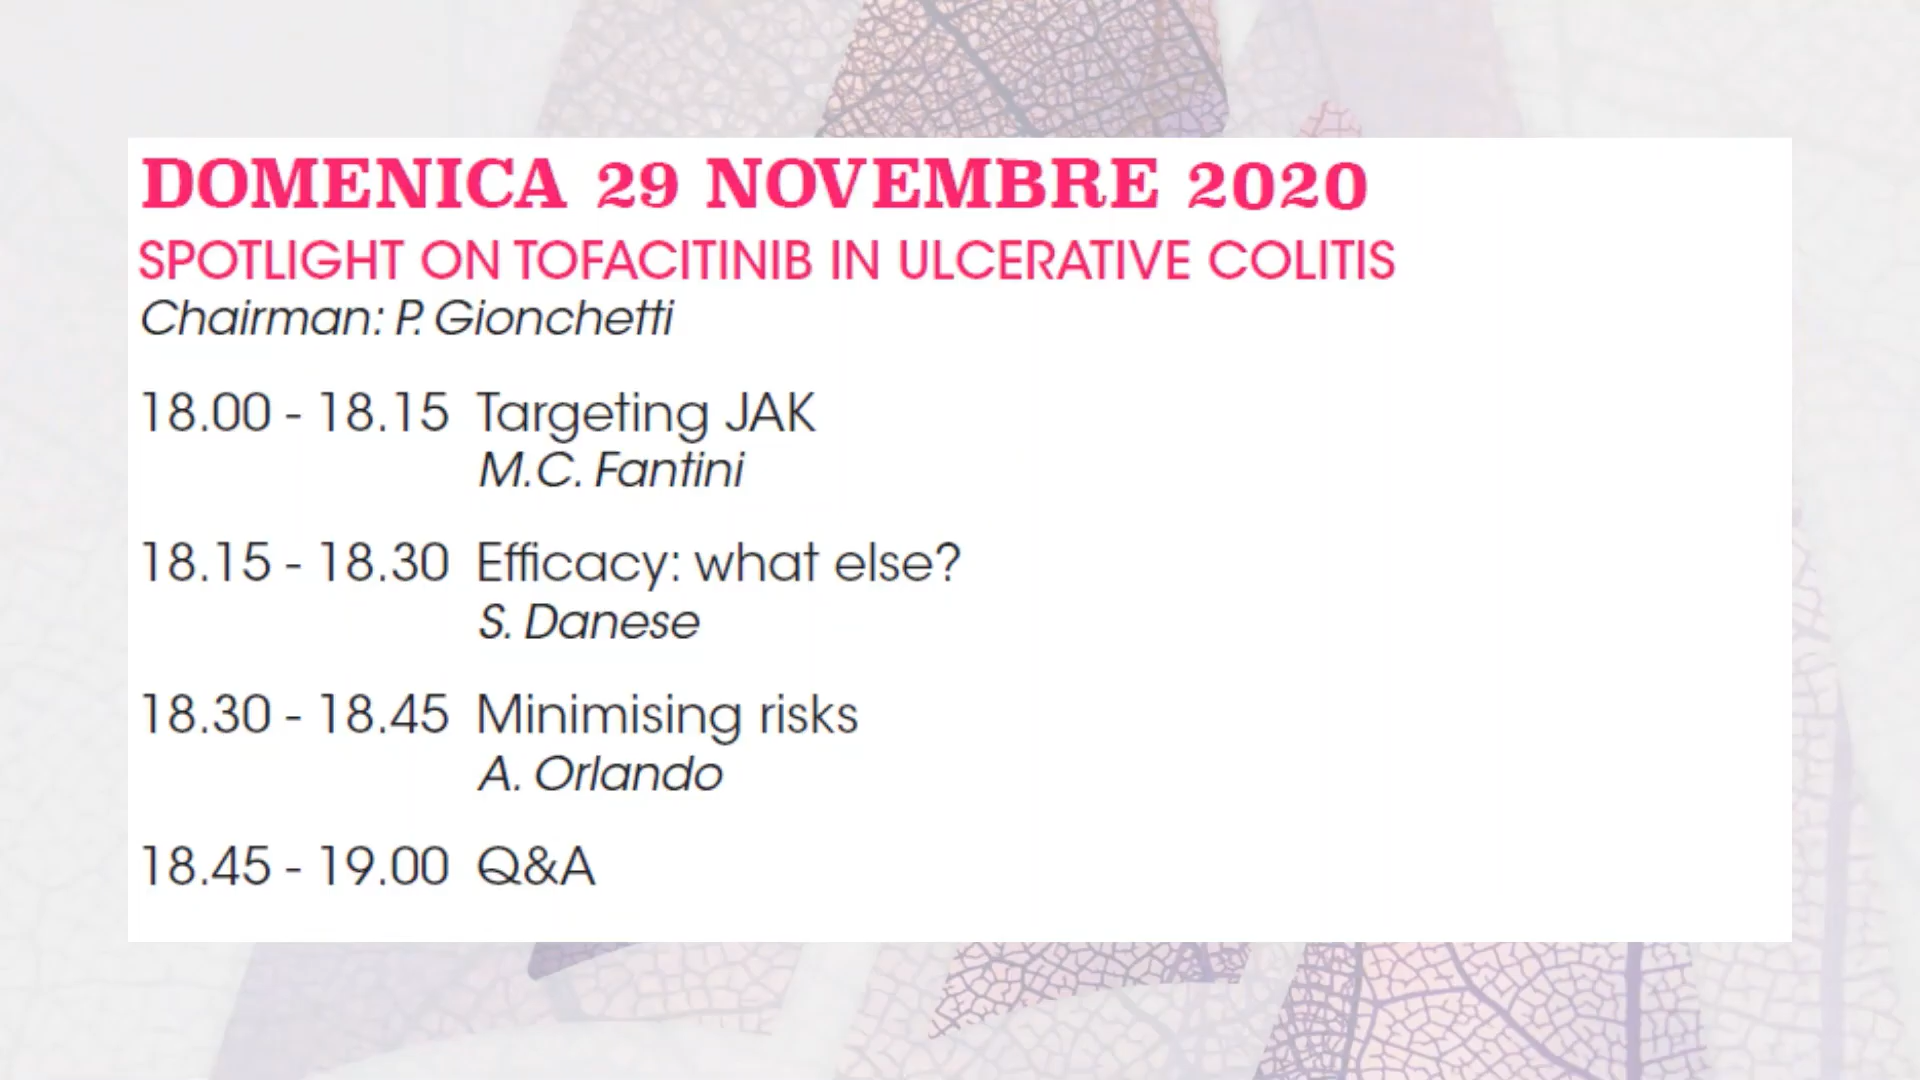 DOMENICA 29 NOVEMBRE 2020
SPOTLIGHT ON TOFACITINIB IN ULCERATIVE COLITIS
Chairman: P. Gionchetti
18.00 - 18.15 Targeting JAK
M.C. Fantini
18.15 - 18.30 Efficacy: what else?
S. Danese
18.30 - 18.45 Minimising risks
A. Orlando
18.45 - 19.00 Q&A